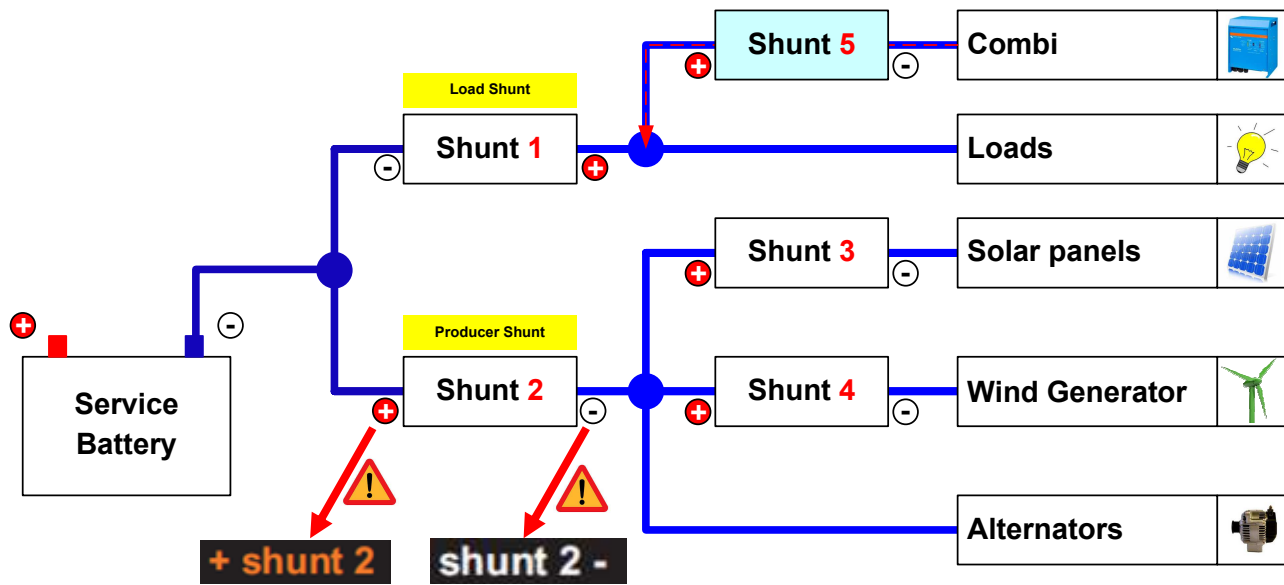 Shunt 5
+
-
Combi
Load Shunt
Shunt 1
-
+
Loads
Shunt 3
+
-
Solar panels
+
-
Producer Shunt
Shunt 2
+
-
Shunt 4
+
-
Wind Generator
Service
Battery
!
!
Alternators
+ shunt 2
shunt 2 -